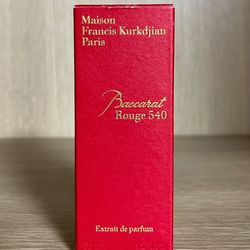 Maison
Francis Kurkdjian
Paris
Baccarat
Rouge 540
Extrait de parfum